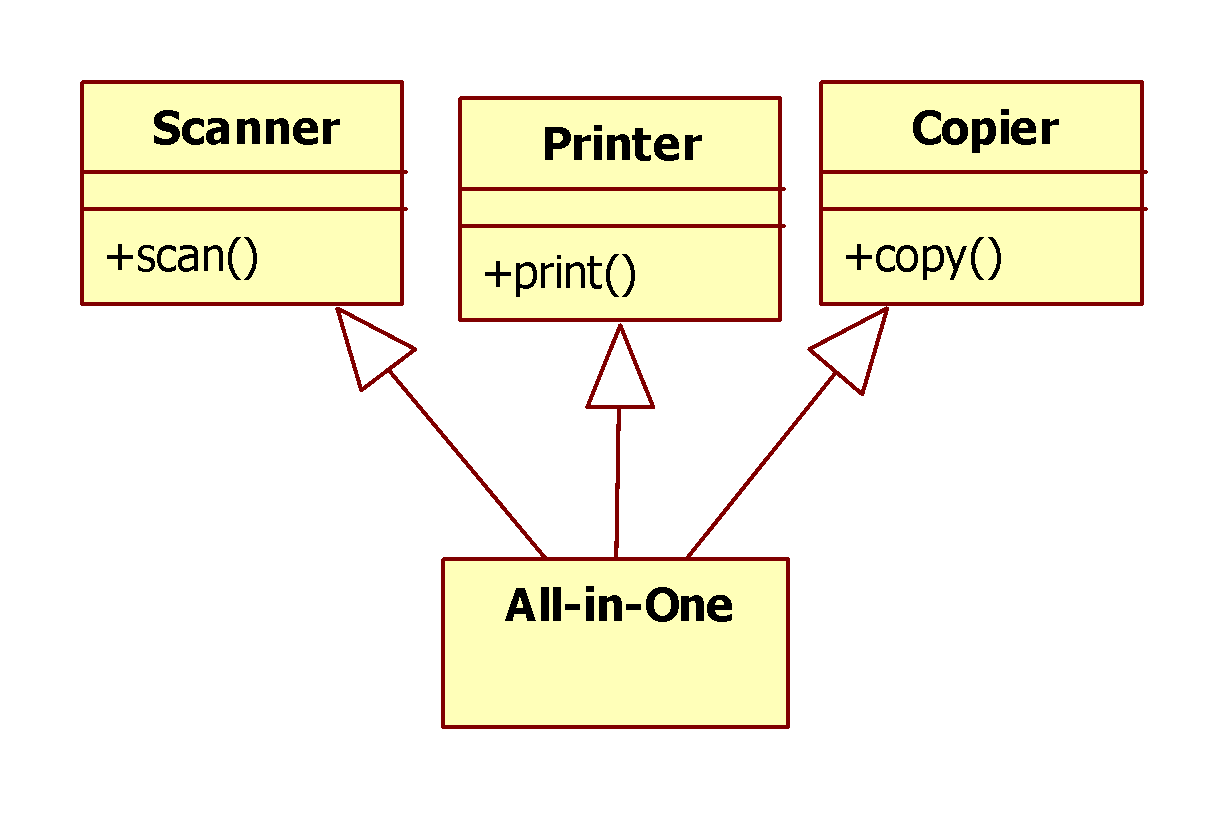 Scanner
+scan()
Printer
+print()
Copier
+copy()
All-in-One